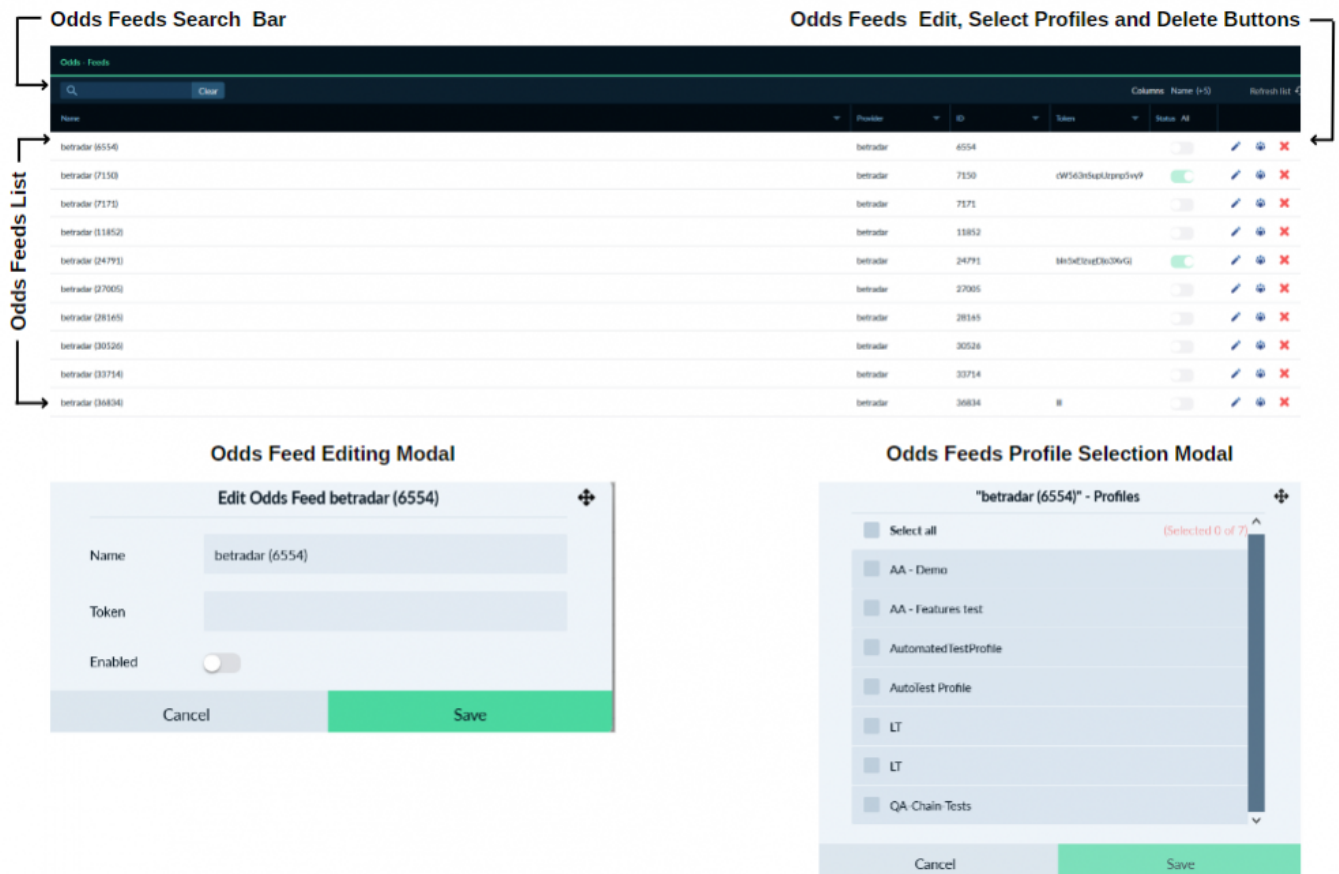 Odds Feeds Search Bar
Odds Feeds Edit, Select Profiles and Delete Buttons
Odds - Feeds
Clear
Columns Name (+5)
Refresh list
Name Provider ID Token Status All
Odds Feeds List
betradar (6554) betradar 6554
betradar (7150) betradar 7150
betradar (7171) betradar 7171
betradar (11852) betradar 11852
betradar (24791) betradar 24791
betradar (27005) betradar 27005
betradar (28165) betradar 28165
betradar (30526) betradar 30526
betradar (33714) betradar 33714
betradar (36834) betradar 36834
Odds Feed Editing Modal
Edit Odds Feed betradar (6554)
Name betradar (6554)
Token
Enabled
Cancel Save
Odds Feeds Profile Selection Modal
"betradar (6554)" - Profiles
Select all (Selected 0 of 7)
AA - Demo
AA - Features test
AutomatedTestProfile
AutoTest Profile
LT
LT
QA-Chain-Tests
Cancel Save